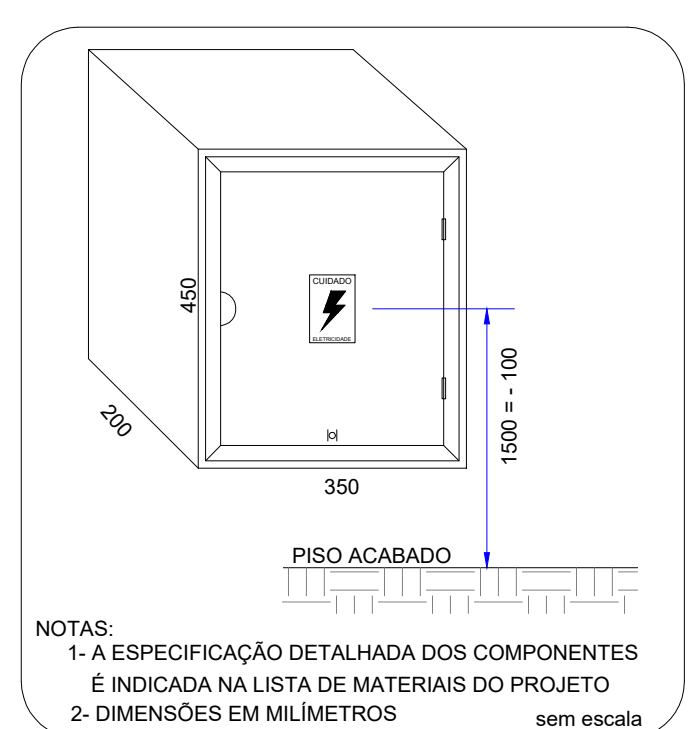 CUIDADO
ELETRICIDADE
450
200
350
1500 = - 100
PISO ACABADO
NOTAS:
1- A ESPECIFICAÇÃO DETALHADA DOS COMPONENTES
É INDICADA NA LISTA DE MATERIAIS DO PROJETO
2- DIMENSÕES EM MILÍMETROS
sem escala